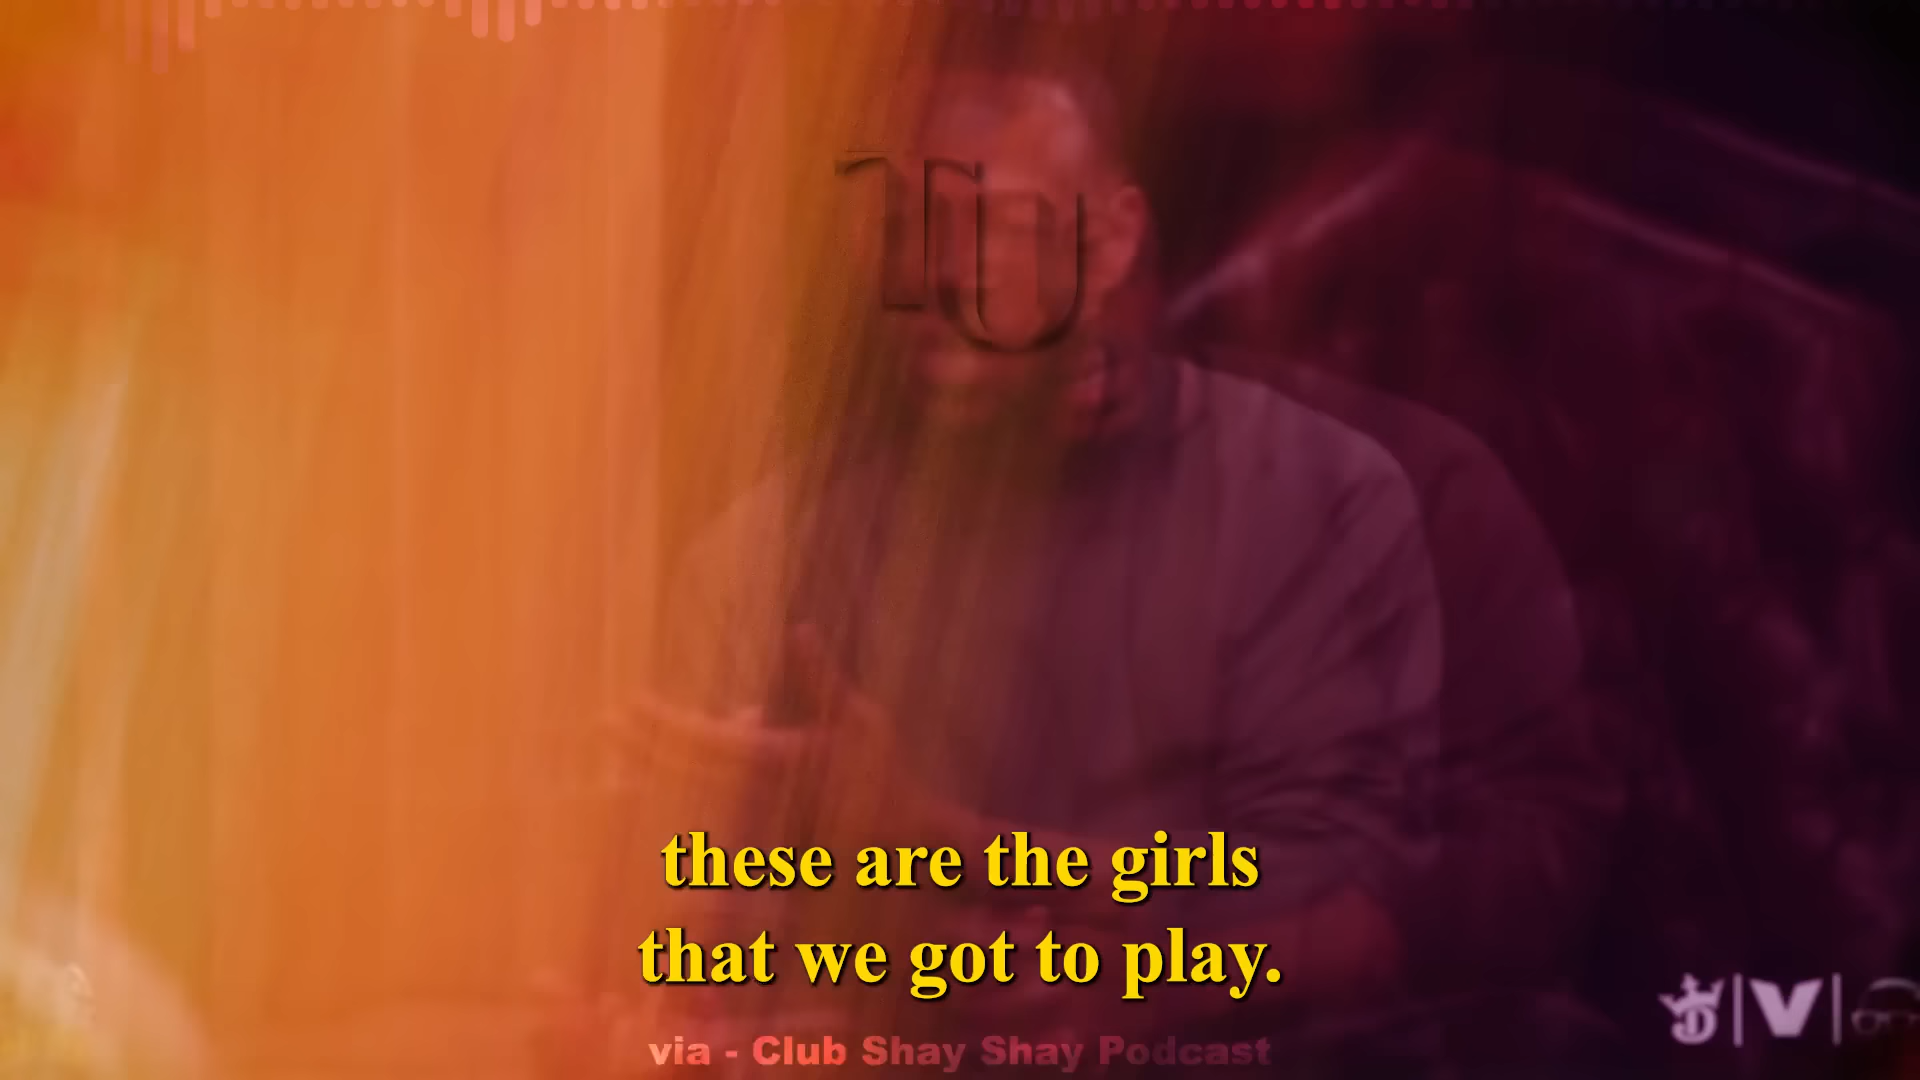 TU
these are the girls
that we got to play.
via - Club Shay Shay Podcast
V